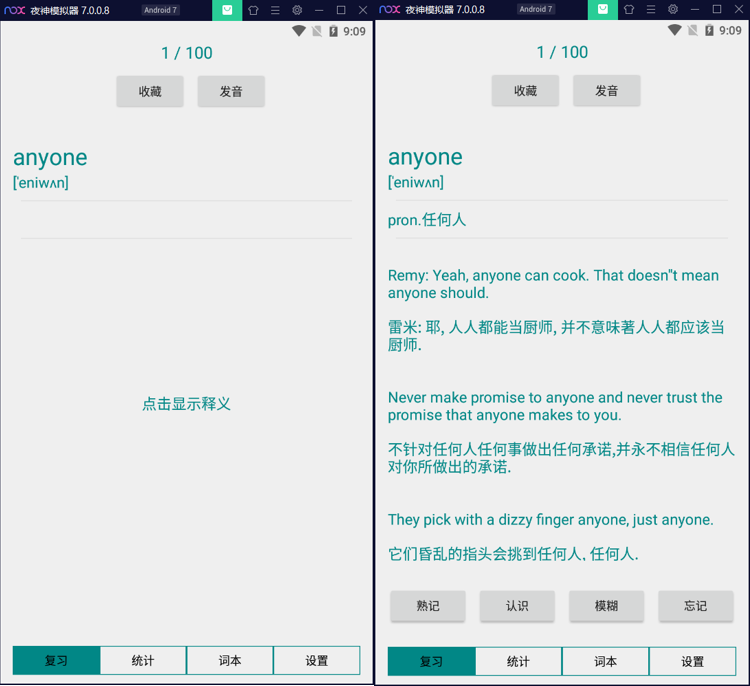 nox 夜神模拟器 7.0.0.8 Android 7
9:09
1 / 100
收藏 发音
anyone
['eniwʌn]
点击显示释义
复习 统计 词本 设置
nox 夜神模拟器 7.0.0.8 Android 7
9:09
1 / 100
收藏 发音
anyone
['eniwʌn]
pron.任何人
Remy: Yeah, anyone can cook. That doesn"t mean
anyone should.
雷米: 耶, 人人都能当厨师, 并不意味著人人都应该当
厨师.
Never make promise to anyone and never trust the
promise that anyone makes to you.
不针对任何人任何事做出任何承诺,并永不相信任何人
对你所做出的承诺.
They pick with a dizzy finger anyone, just anyone.
它们昏乱的指头会挑到任何人, 任何人.
熟记 认识 模糊 忘记
复习 统计 词本 设置